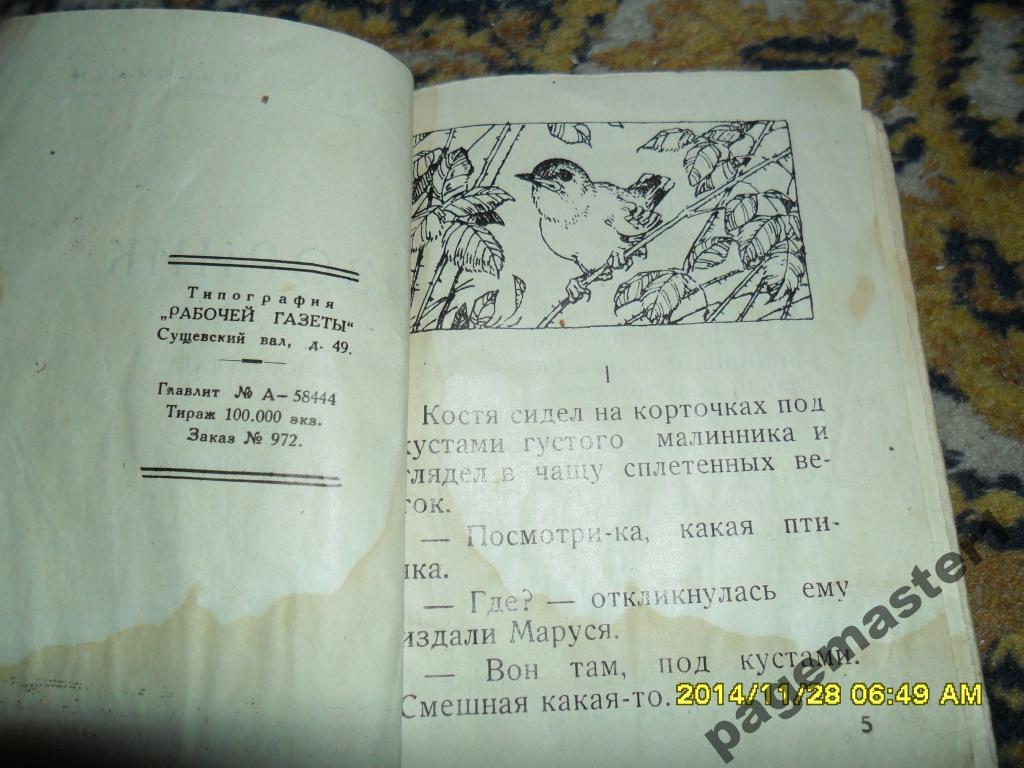 Типография
„РАБОЧЕЙ ГАЗЕТЫ“
Сущевский вал, д. 49.
Главлит № А—58444
Тираж 100.000 экз.
Заказ № 972.
1
Костя сидел на корточках под
кустами густого малинника и
глядел в чащу сплетенных ве-
ток.
— Посмотри-ка, какая пти-
чка.
— Где? — откликнулась ему
издали Маруся.
— Вон там, под кустами.
Смешная какая-то.
5
2014/11/28 06:49 AM
pagemaster1